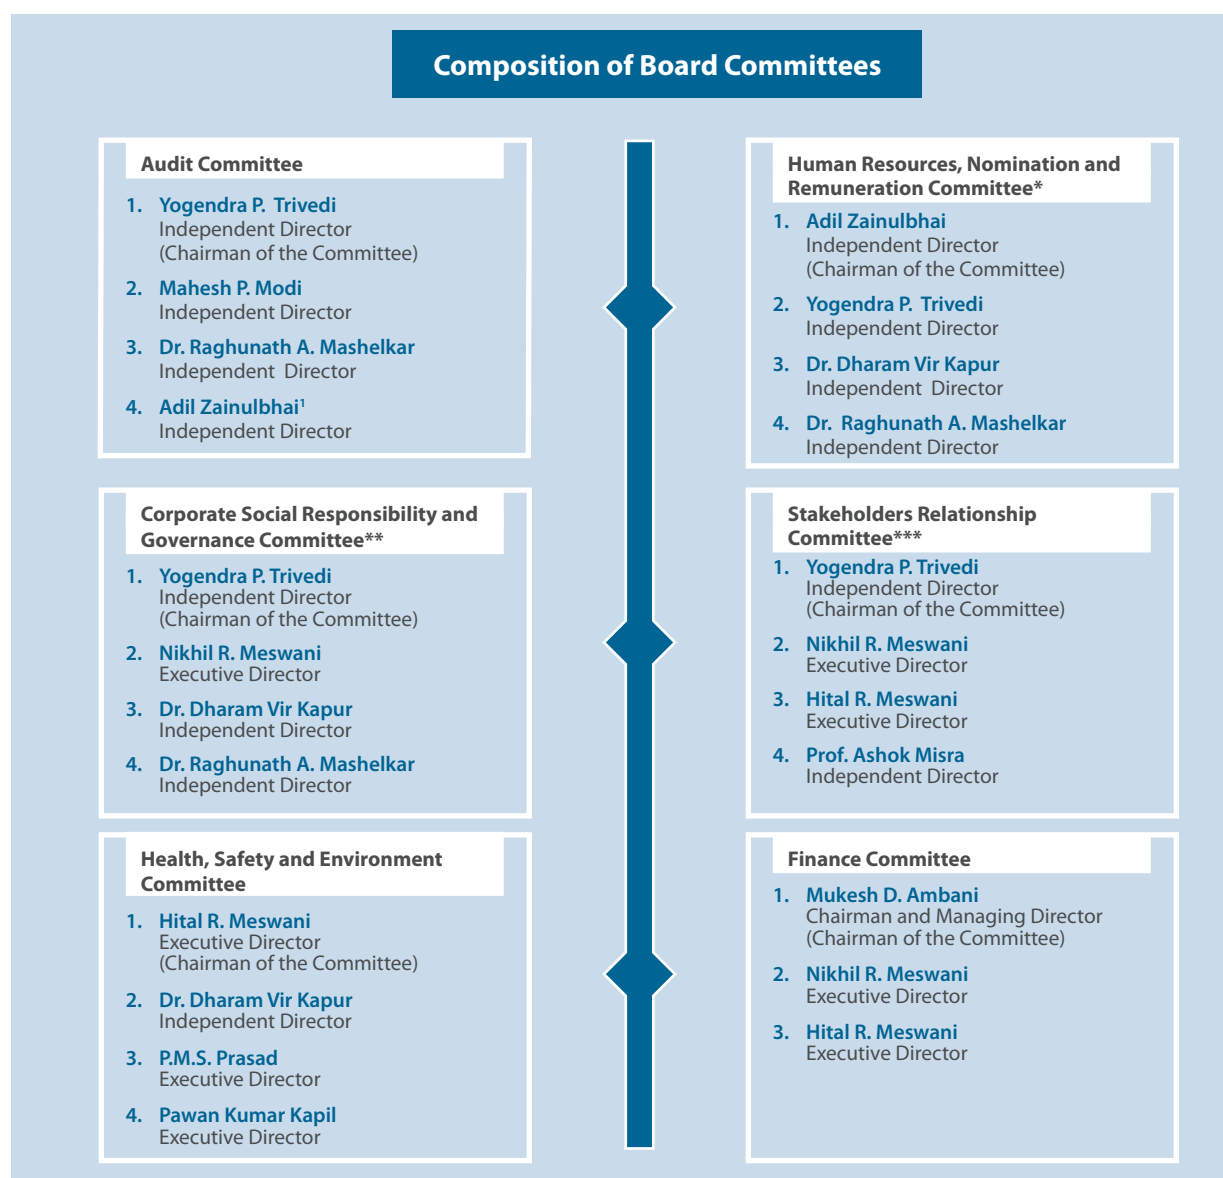 Composition of Board Committees
Audit Committee
1. Yogendra P. Trivedi
Independent Director
(Chairman of the Committee)
2. Mahesh P. Modi
Independent Director
3. Dr. Raghunath A. Mashelkar
Independent Director
4. Adil Zainulbhai¹
Independent Director
Human Resources, Nomination and
Remuneration Committee*
1. Adil Zainulbhai
Independent Director
(Chairman of the Committee)
2. Yogendra P. Trivedi
Independent Director
3. Dr. Dharam Vir Kapur
Independent Director
4. Dr. Raghunath A. Mashelkar
Independent Director
Corporate Social Responsibility and
Governance Committee**
1. Yogendra P. Trivedi
Independent Director
(Chairman of the Committee)
2. Nikhil R. Meswani
Executive Director
3. Dr. Dharam Vir Kapur
Independent Director
4. Dr. Raghunath A. Mashelkar
Independent Director
Stakeholders Relationship
Committee***
1. Yogendra P. Trivedi
Independent Director
(Chairman of the Committee)
2. Nikhil R. Meswani
Executive Director
3. Hital R. Meswani
Executive Director
4. Prof. Ashok Misra
Independent Director
Health, Safety and Environment
Committee
1. Hital R. Meswani
Executive Director
(Chairman of the Committee)
2. Dr. Dharam Vir Kapur
Independent Director
3. P.M.S. Prasad
Executive Director
4. Pawan Kumar Kapil
Executive Director
Finance Committee
1. Mukesh D. Ambani
Chairman and Managing Director
(Chairman of the Committee)
2. Nikhil R. Meswani
Executive Director
3. Hital R. Meswani
Executive Director